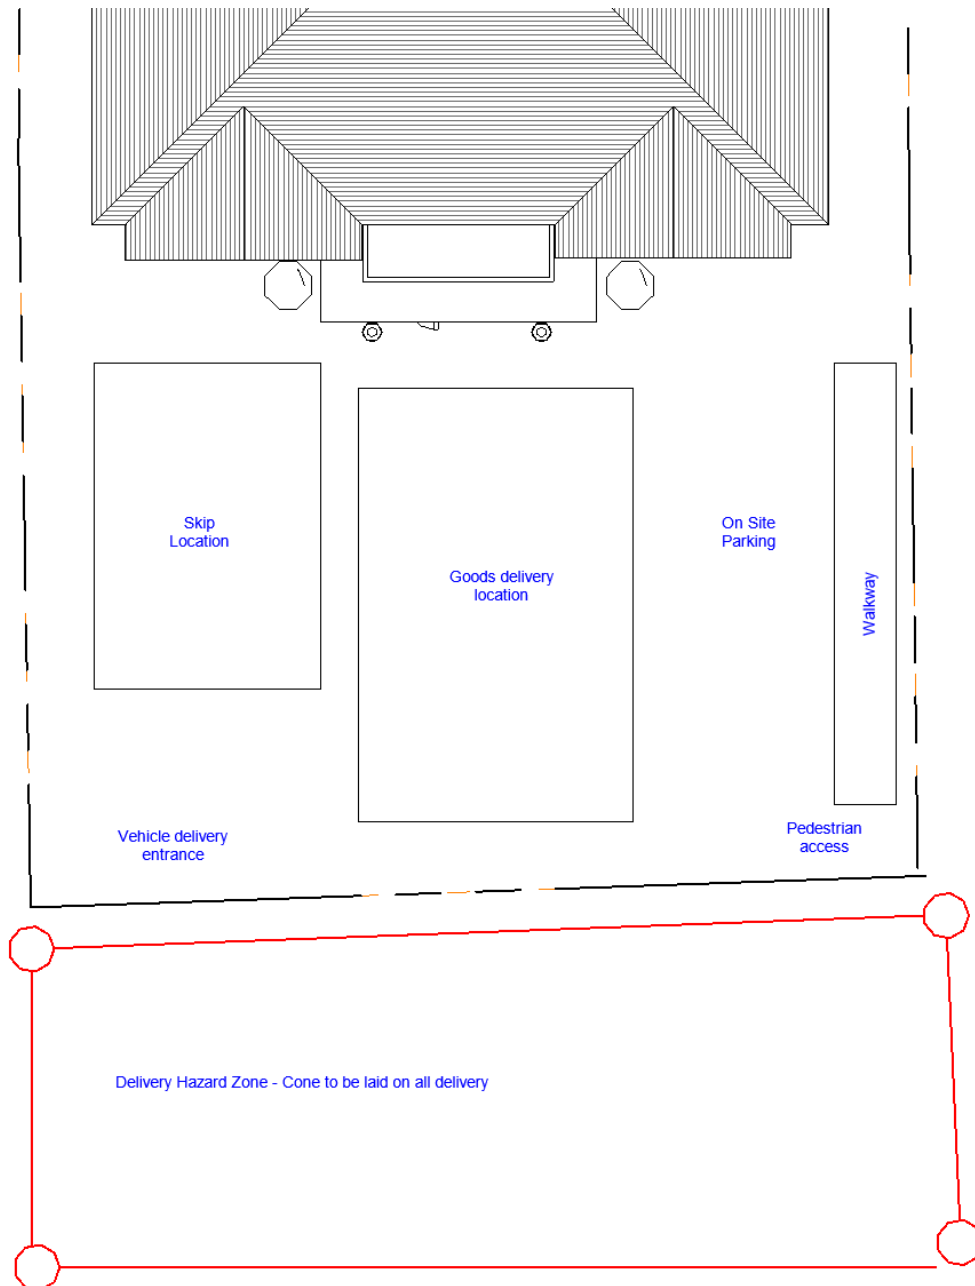 Skip
Location
On Site
Parking
Goods delivery
location
Walkway
Vehicle delivery
entrance
Pedestrian
access
Delivery Hazard Zone - Cone to be laid on all delivery